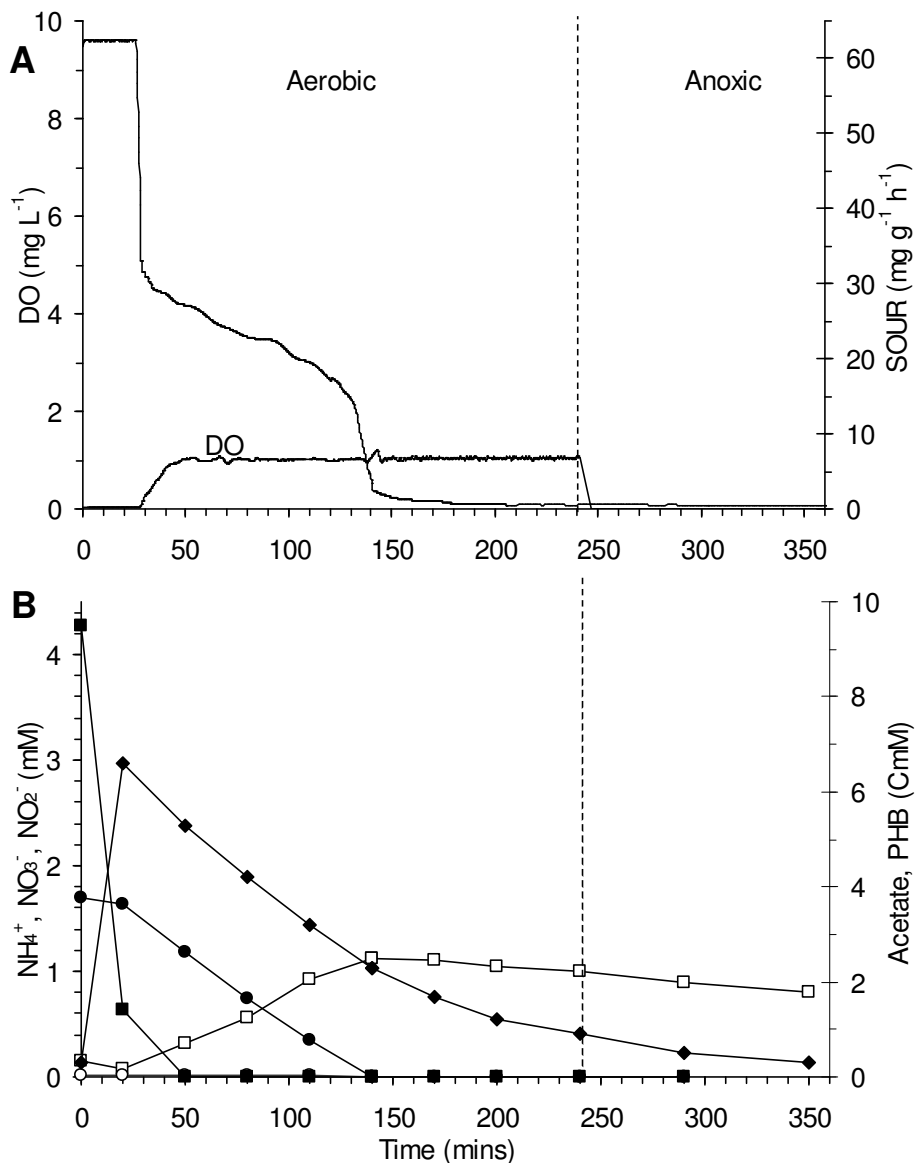 A
Aerobic
Anoxic
DO (mg L⁻¹)
SOUR (mg g⁻¹ h⁻¹)
10
8
6
4
2
0
60
50
40
30
20
10
0
DO
0 50 100 150 200 250 300 350
B
NH₄⁺, NO₃⁻, NO₂⁻ (mM)
Acetate, PHB (CmM)
4
3
2
1
0
10
8
6
4
2
0
0 50 100 150 200 250 300 350
Time (mins)